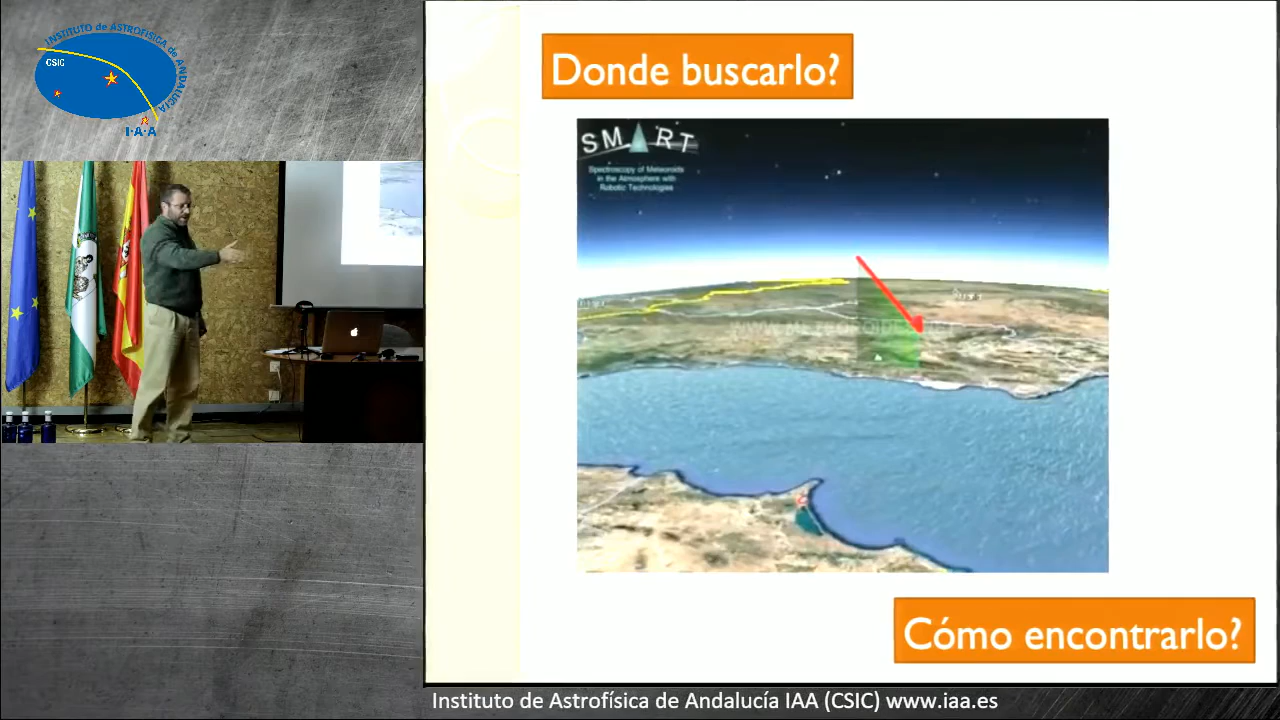 INSTITUTO de ASTROFÍSICA de ANDALUCÍA
CSIC
I·A·A
Donde buscarlo?
SMART
Spectroscopy of Meteoroids
in the Atmosphere with
Robotic Technologies
Cómo encontrarlo?
Instituto de Astrofísica de Andalucía IAA (CSIC) www.iaa.es